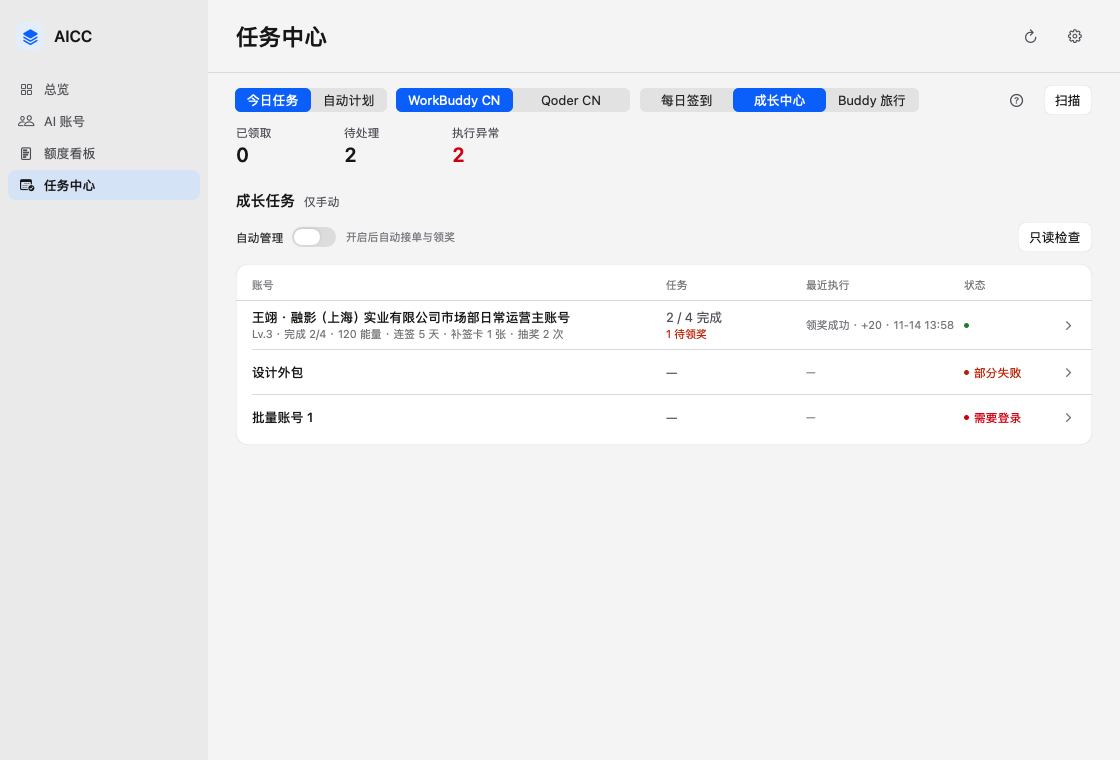 AICC
总览
AI 账号
额度看板
任务中心
任务中心
今日任务 自动计划 WorkBuddy CN Qoder CN 每日签到 成长中心 Buddy 旅行 扫描
已领取 待处理 执行异常
0 2 2
成长任务 仅手动
自动管理 开启后自动接单与领奖 只读检查
账号 任务 最近执行 状态
王翊 · 融影（上海）实业有限公司市场部日常运营主账号 2 / 4 完成 领奖成功 · +20 · 11-14 13:58
Lv.3 · 完成 2/4 · 120 能量 · 连签 5 天 · 补签卡 1 张 · 抽奖 2 次 1 待领奖
设计外包 — — 部分失败
批量账号 1 — — 需要登录